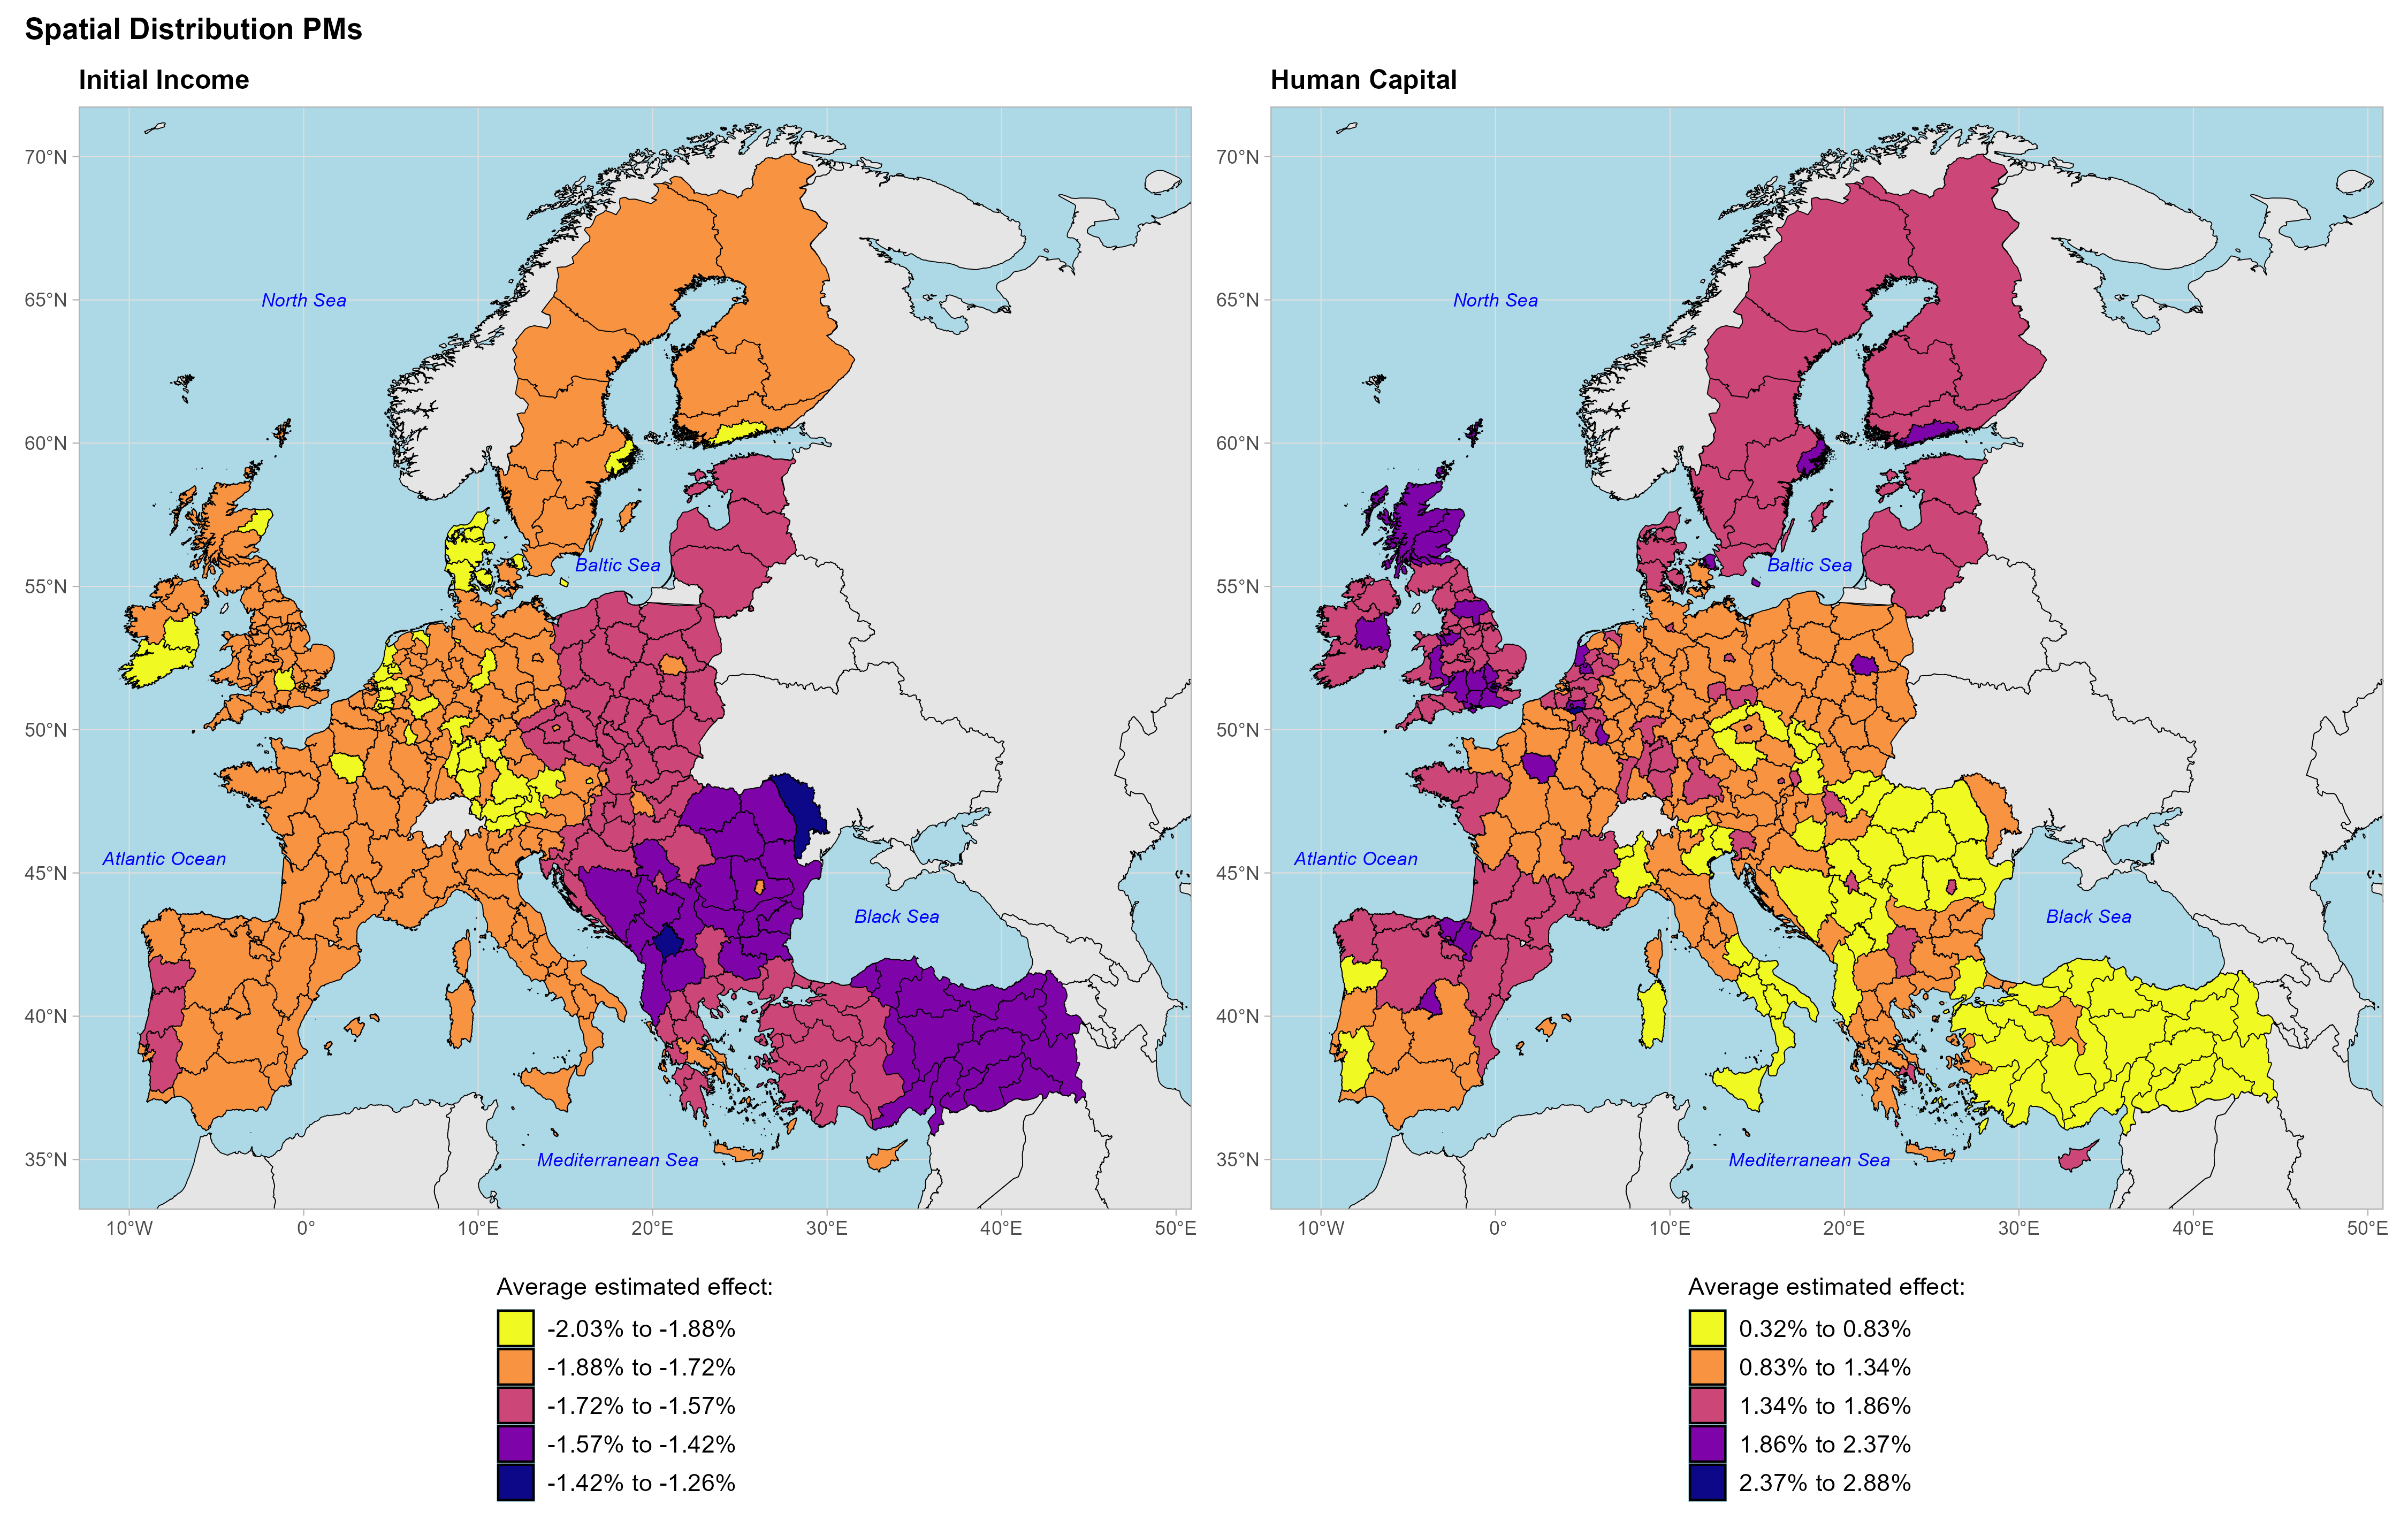 Spatial Distribution PMs
Initial Income
70°N
65°N
60°N
55°N
50°N
45°N
40°N
35°N
North Sea
Baltic Sea
Atlantic Ocean
Black Sea
Mediterranean Sea
10°W 0° 10°E 20°E 30°E 40°E 50°E
Average estimated effect:
-2.03% to -1.88%
-1.88% to -1.72%
-1.72% to -1.57%
-1.57% to -1.42%
-1.42% to -1.26%
Human Capital
70°N
65°N
60°N
55°N
50°N
45°N
40°N
35°N
North Sea
Baltic Sea
Atlantic Ocean
Black Sea
Mediterranean Sea
10°W 0° 10°E 20°E 30°E 40°E 50°E
Average estimated effect:
0.32% to 0.83%
0.83% to 1.34%
1.34% to 1.86%
1.86% to 2.37%
2.37% to 2.88%